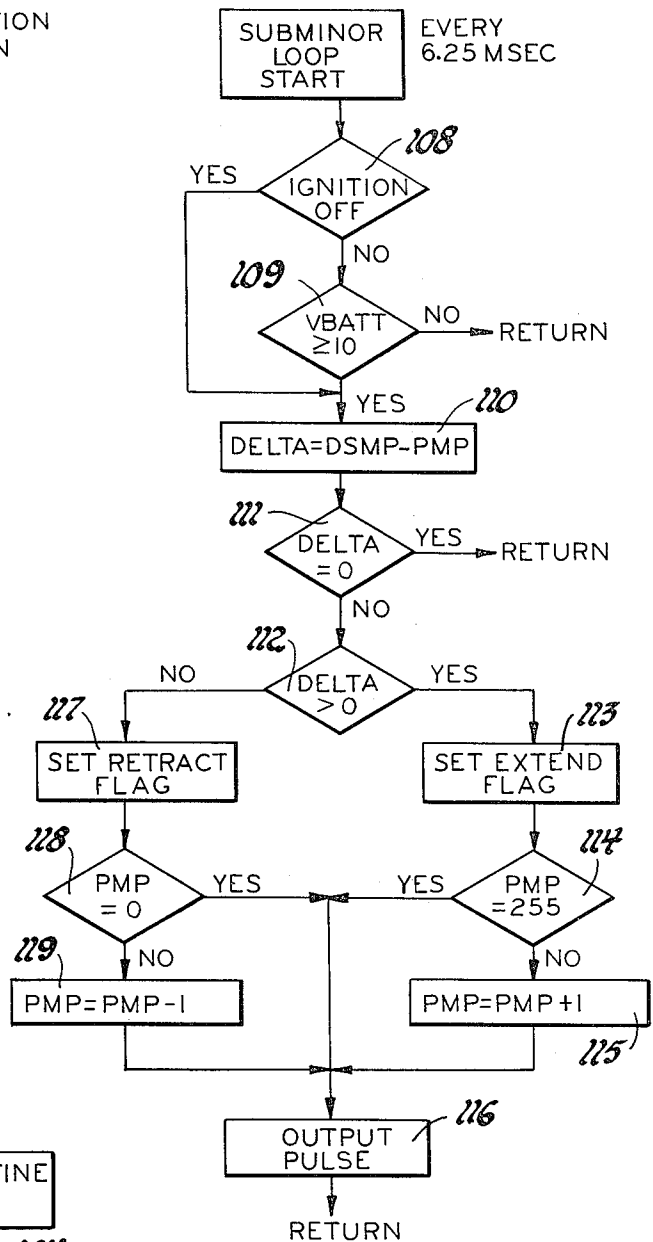 TION
N
SUBMINOR
LOOP
START
EVERY
6.25 MSEC
108
YES
IGNITION
OFF
NO
109
VBATT
≥10
NO
RETURN
YES
110
DELTA=DSMP-PMP
111
DELTA
=0
YES
RETURN
NO
112
DELTA
>0
NO
YES
117
SET RETRACT
FLAG
113
SET EXTEND
FLAG
118
PMP
=0
YES
YES
114
PMP
=255
119
NO
NO
PMP=PMP-1
PMP=PMP+1
115
116
OUTPUT
PULSE
TINE
RETURN